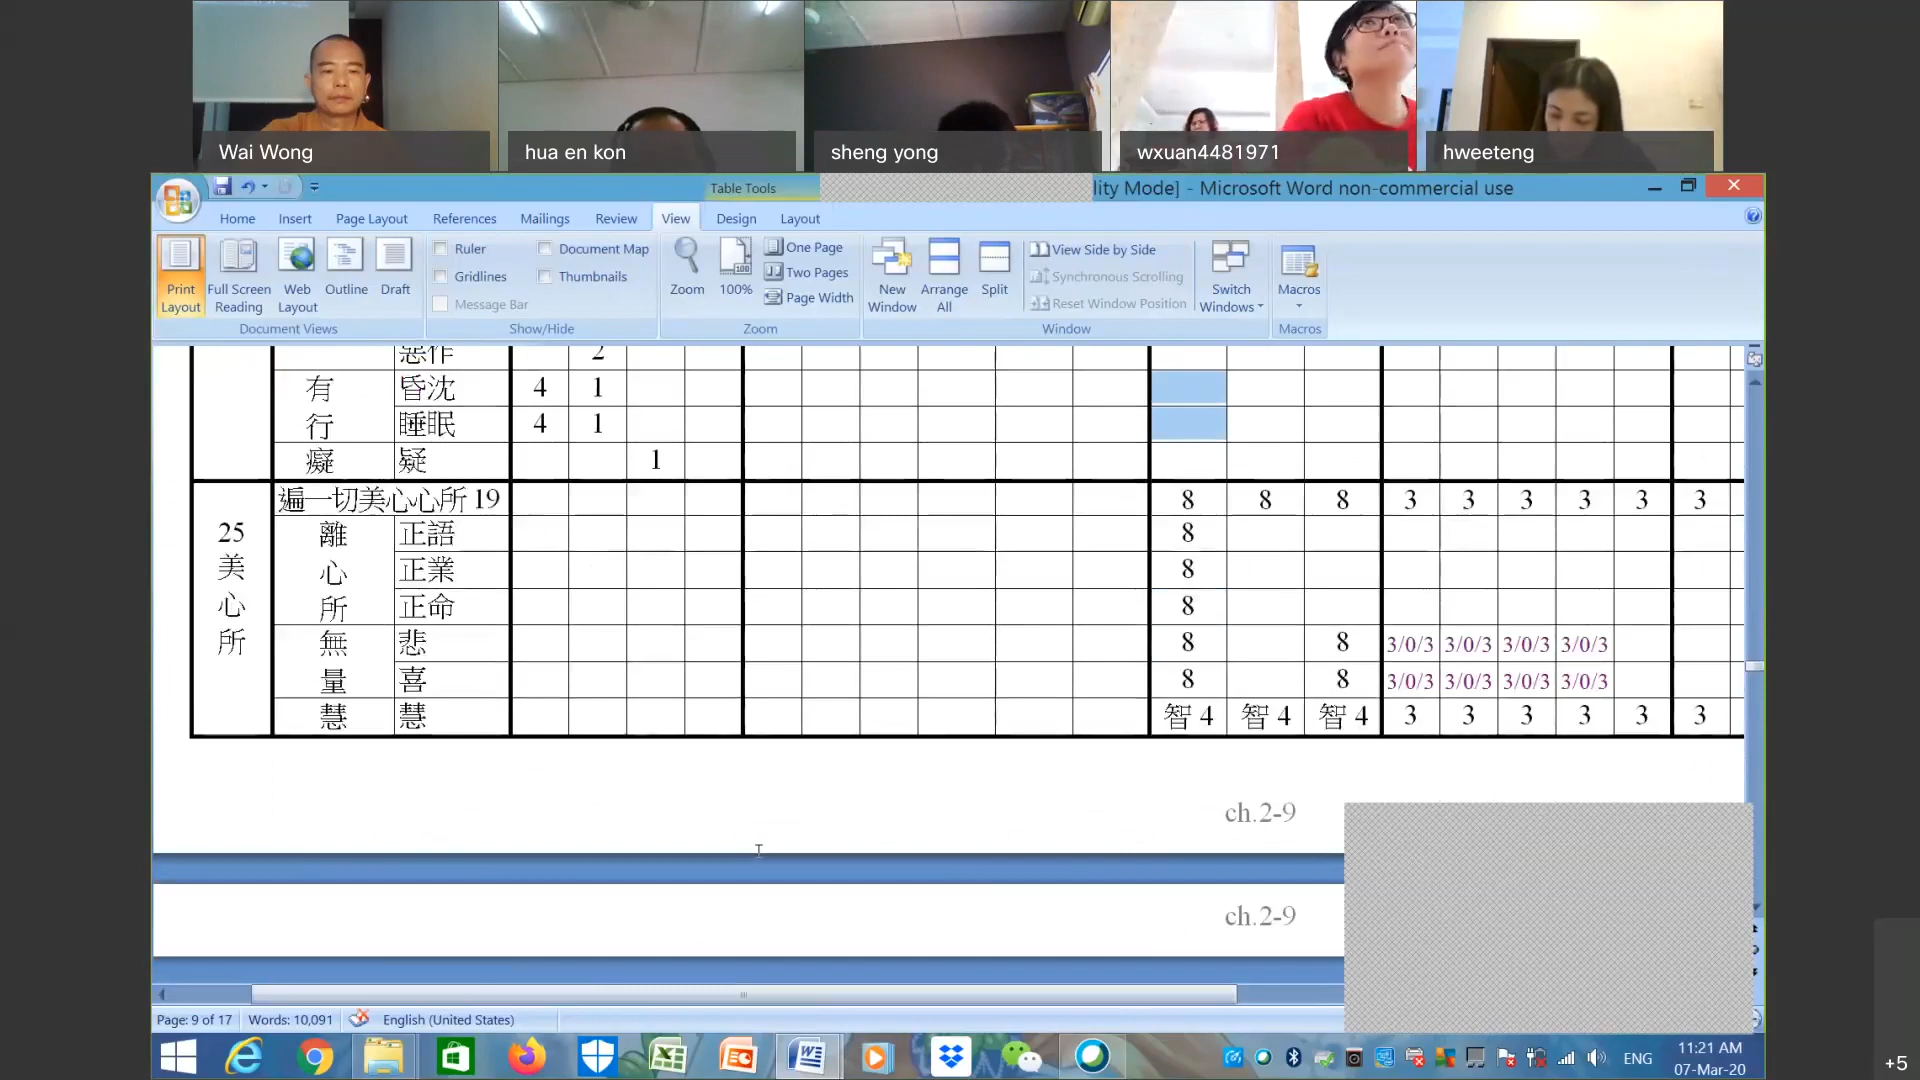 Wai Wong
hua en kon
sheng yong
wxuan4481971
hweeteng
Table Tools
lity Mode] - Microsoft Word non-commercial use
Home Insert Page Layout References Mailings Review View Design Layout
Print Layout
Full Screen Reading
Web Layout
Outline
Draft
Document Views
Ruler
Gridlines
Message Bar
Document Map
Thumbnails
Show/Hide
Zoom
100%
One Page
Two Pages
Page Width
Zoom
New Window
Arrange All
Split
View Side by Side
Synchronous Scrolling
Reset Window Position
Switch Windows
Window
Macros
Macros
惡作 2
有 昏沈 4 1
行 睡眠 4 1
癡 疑 1
25 美心所
遍一切美心心所 19 8 8 8 3 3 3 3 3 3
離心所
正語 8
正業 8
正命 8
無量
悲 8 8 3/0/3 3/0/3 3/0/3 3/0/3
喜 8 8 3/0/3 3/0/3 3/0/3 3/0/3
慧 慧 智 4 智 4 智 4 3 3 3 3 3 3
ch.2-9
ch.2-9
Page: 9 of 17 Words: 10,091 English (United States)
ENG
11:21 AM
07-Mar-20
+5